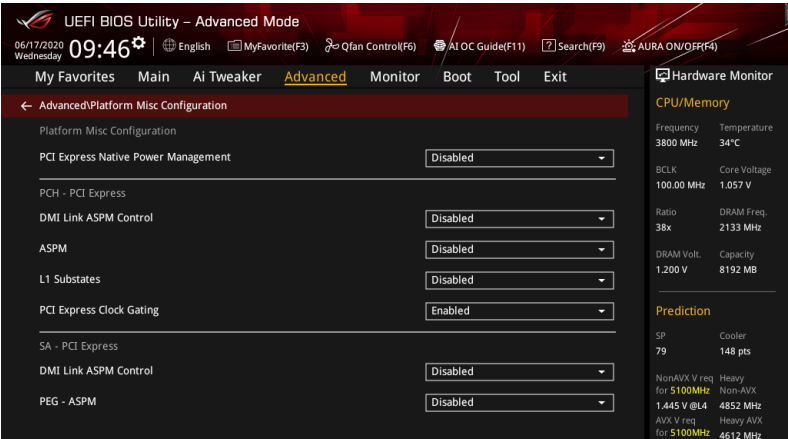 UEFI BIOS Utility – Advanced Mode
06/17/2020 Wednesday 09:46 English MyFavorite(F3) Qfan Control(F6) AI OC Guide(F11) Search(F9) AURA ON/OFF(F4)
My Favorites Main Ai Tweaker Advanced Monitor Boot Tool Exit
← Advanced\Platform Misc Configuration
Platform Misc Configuration
PCI Express Native Power Management Disabled
PCH - PCI Express
DMI Link ASPM Control Disabled
ASPM Disabled
L1 Substates Disabled
PCI Express Clock Gating Enabled
SA - PCI Express
DMI Link ASPM Control Disabled
PEG - ASPM Disabled
Hardware Monitor
CPU/Memory
Frequency Temperature
3800 MHz 34°C
BCLK Core Voltage
100.00 MHz 1.057 V
Ratio DRAM Freq.
38x 2133 MHz
DRAM Volt. Capacity
1.200 V 8192 MB
Prediction
SP Cooler
79 148 pts
NonAVX V req Heavy
for 5100MHz Non-AVX
1.445 V @L4 4852 MHz
AVX V req Heavy AVX
for 5100MHz 4612 MHz